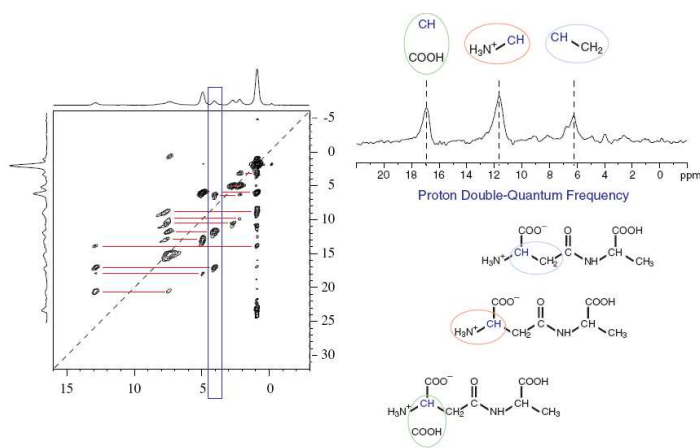 CH
COOH
H₃N⁺ CH
CH CH₂
-5
0
5
10
15
20
25
30
15 10 5 0
22 20 18 16 14 12 10 8 6 4 2 0 ppm
Proton Double-Quantum Frequency
COO⁻ O COOH
H₃N⁺ CH CH₂ C NH CH CH₃
COO⁻ O COOH
H₃N⁺ CH CH₂ C NH CH CH₃
COO⁻ O COOH
H₃N⁺ CH CH₂ C NH CH CH₃
COOH